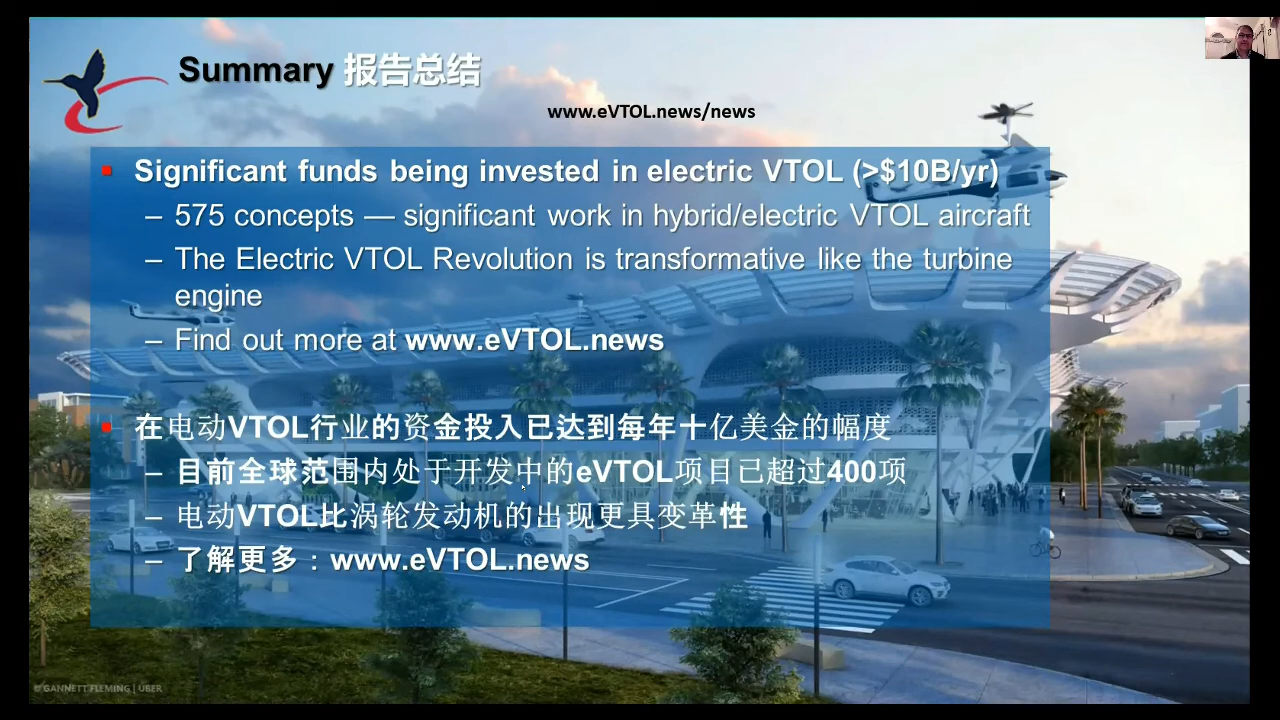 Summary 报告总结
www.eVTOL.news/news
▪ Significant funds being invested in electric VTOL (>$10B/yr)
– 575 concepts — significant work in hybrid/electric VTOL aircraft
– The Electric VTOL Revolution is transformative like the turbine
engine
– Find out more at www.eVTOL.news
▪ 在电动VTOL行业的资金投入已达到每年十亿美金的幅度
– 目前全球范围内处于开发中的eVTOL项目已超过400项
– 电动VTOL比涡轮发动机的出现更具变革性
– 了解更多：www.eVTOL.news
© GANNETT FLEMING | UBER